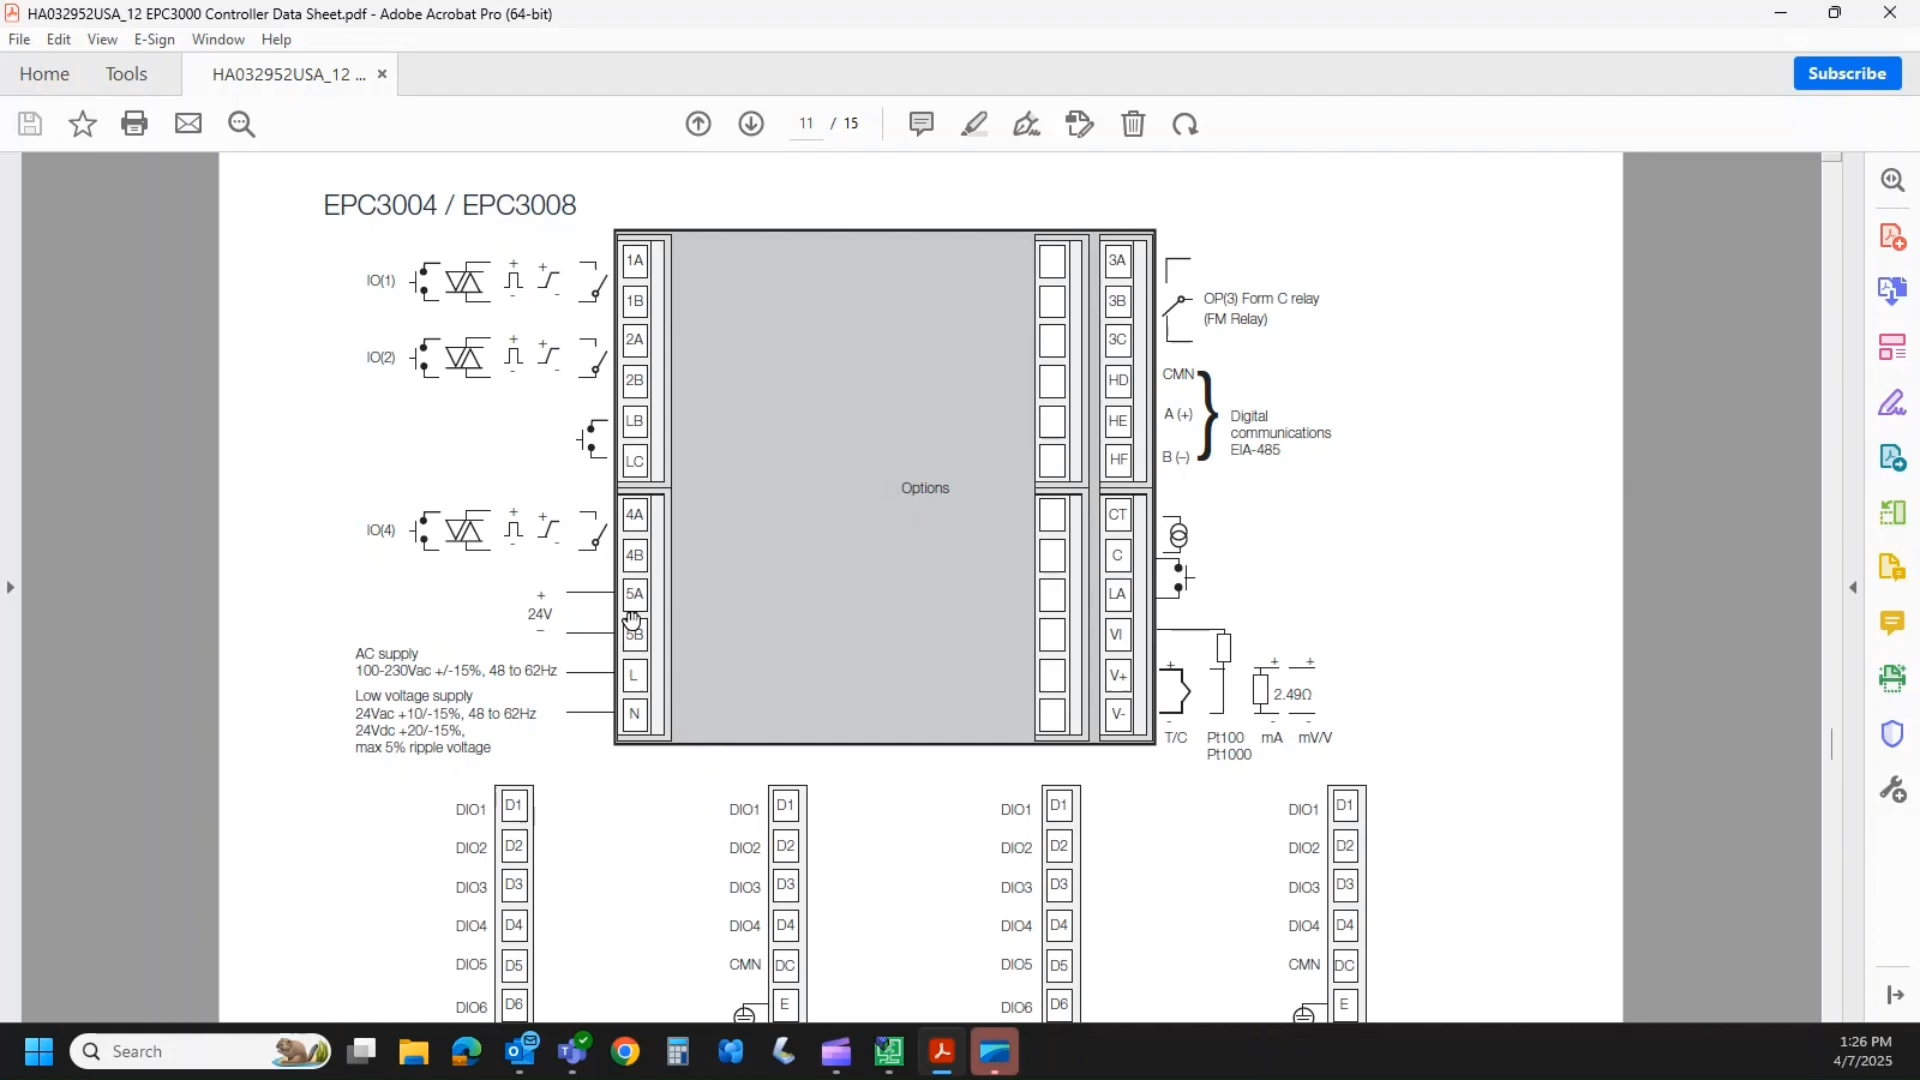 HA032952USA_12 EPC3000 Controller Data Sheet.pdf - Adobe Acrobat Pro (64-bit)
File Edit View E-Sign Window Help
Home Tools HA032952USA_12 ... × Subscribe
11 / 15
EPC3004 / EPC3008
IO(1) + - + - 1A
1B
IO(2) + - + - 2A
2B
LB
LC
IO(4) + - + - 4A
4B
+ 5A
24V
- 5B
AC supply
100-230Vac +/-15%, 48 to 62Hz L
Low voltage supply
24Vac +10/-15%, 48 to 62Hz N
24Vdc +20/-15%,
max 5% ripple voltage
Options
3A
3B OP(3) Form C relay
(FM Relay)
3C
HD CMN
HE A (+)
HF B (-)
Digital
communications
EIA-485
CT
C
LA
VI
V+ + + +
2.49Ω
V- - - -
T/C Pt100 mA mV/V
Pt1000
DIO1 D1 DIO1 D1 DIO1 D1 DIO1 D1
DIO2 D2 DIO2 D2 DIO2 D2 DIO2 D2
DIO3 D3 DIO3 D3 DIO3 D3 DIO3 D3
DIO4 D4 DIO4 D4 DIO4 D4 DIO4 D4
DIO5 D5 CMN DC DIO5 D5 CMN DC
DIO6 D6 E DIO6 D6 E
Search
1:26 PM
4/7/2025